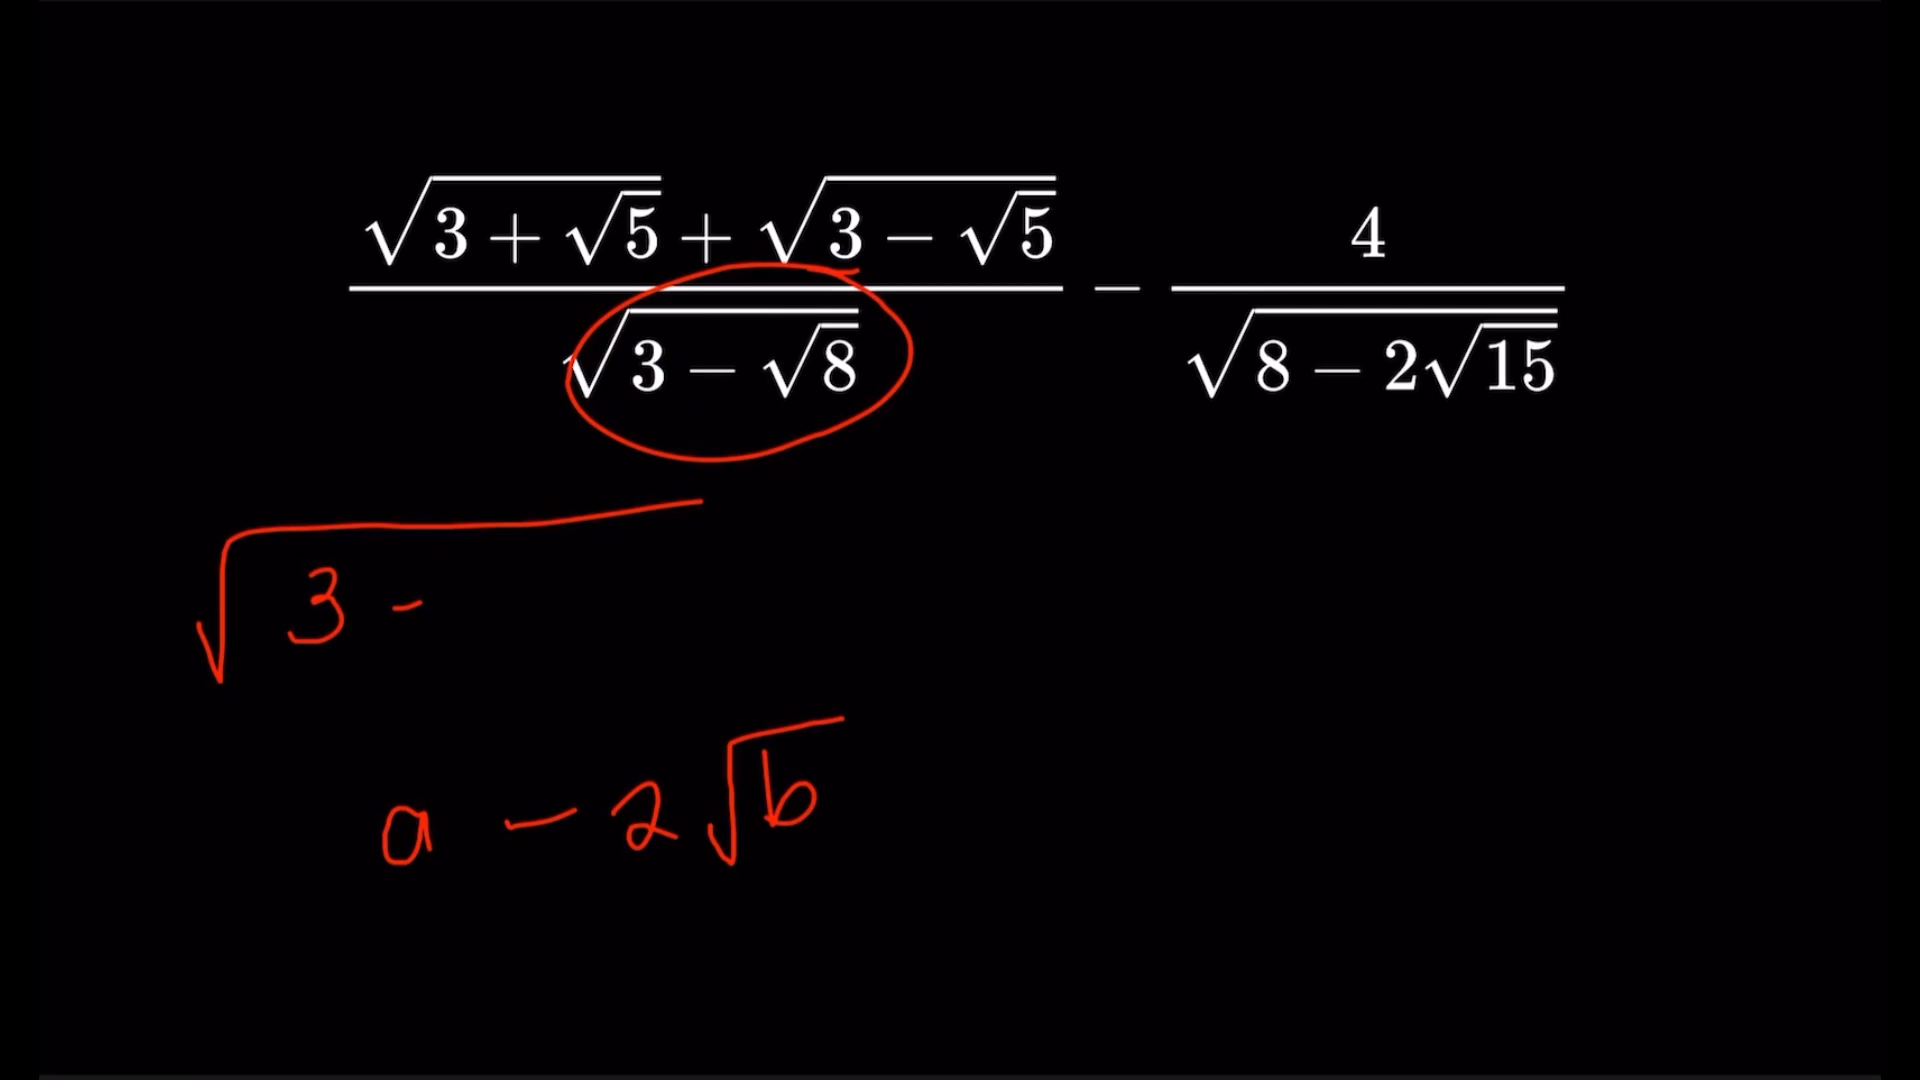 √(3 + √5) + √(3 − √5) / √(3 − √8) − 4 / √(8 − 2√15)
√ 3 -
a - 2√b